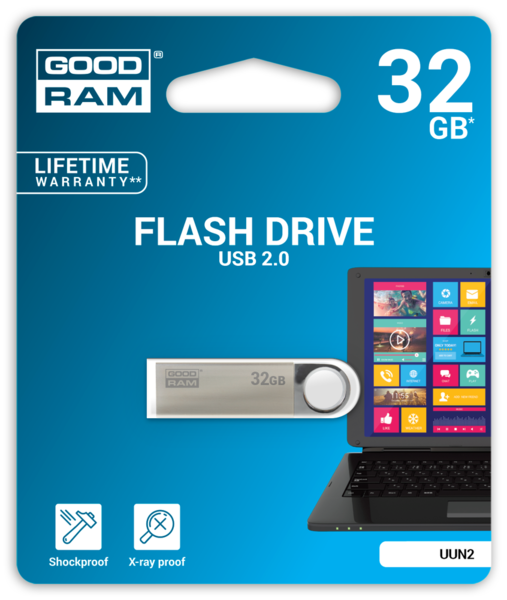 GOOD
RAM®
32
GB*
LIFETIME
WARRANTY**
FLASH DRIVE
USB 2.0
GOOD
RAM
32GB
Shockproof
X-ray proof
UUN2